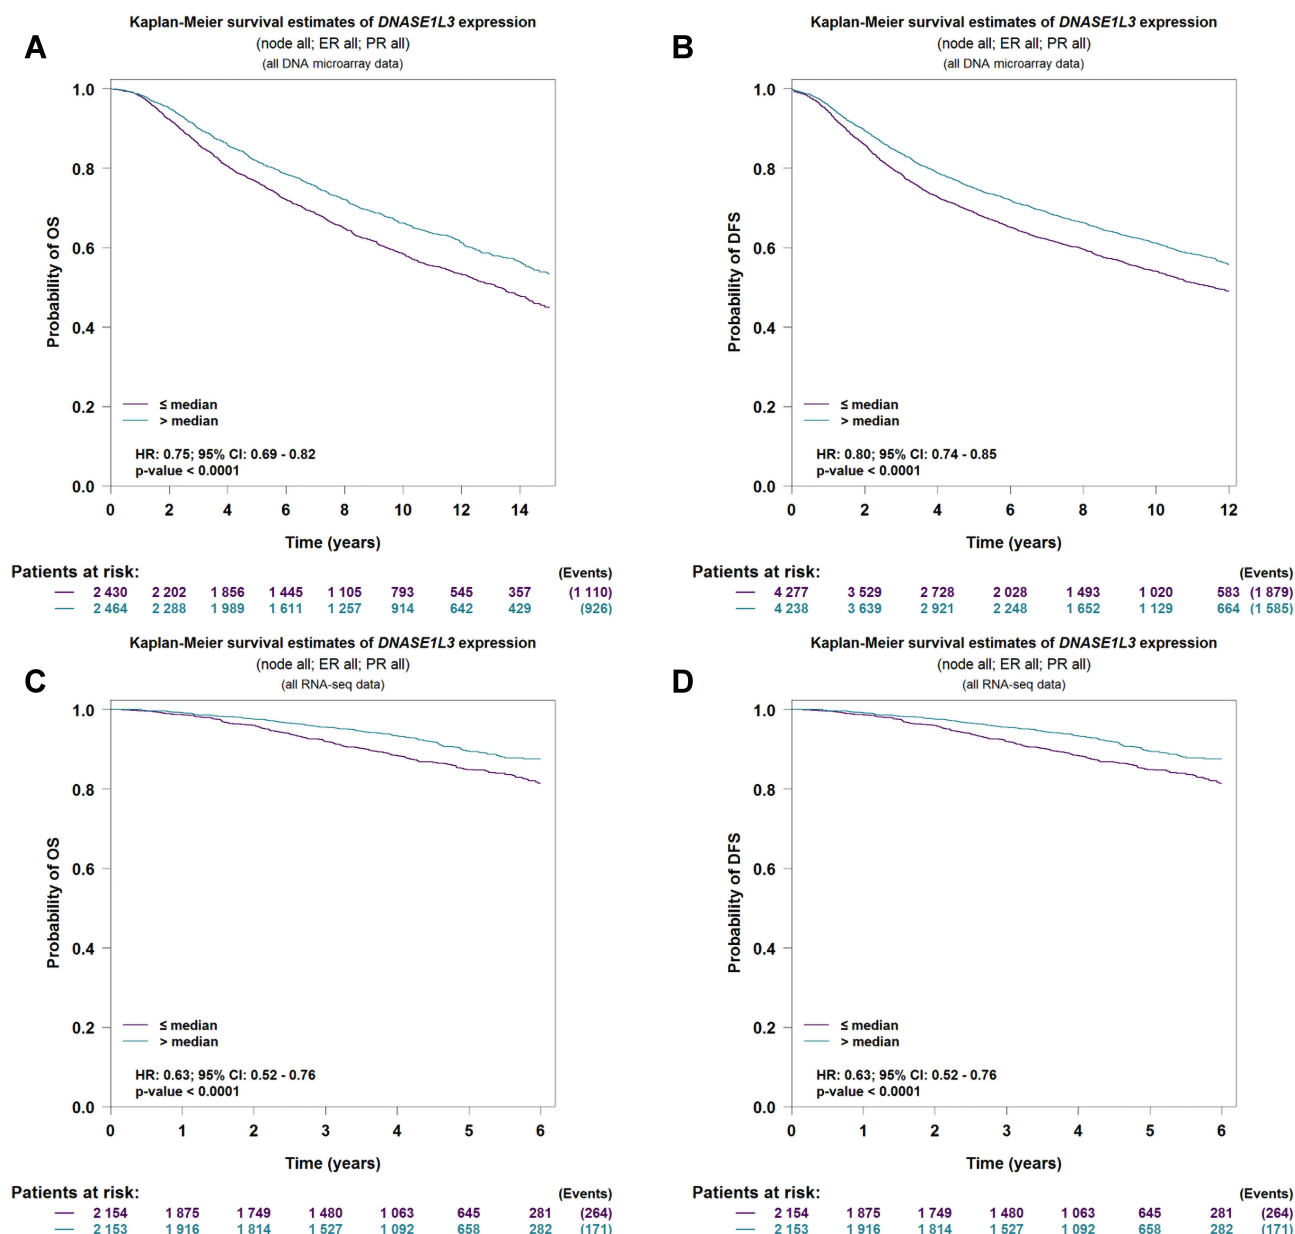 A
Kaplan-Meier survival estimates of DNASE1L3 expression
(node all; ER all; PR all)
(all DNA microarray data)
Probability of OS
1.0
0.8
0.6
0.4
0.2
0.0
≤ median
> median
HR: 0.75; 95% CI: 0.69 - 0.82
p-value < 0.0001
0 2 4 6 8 10 12 14
Time (years)
Patients at risk: (Events)
2 430 2 202 1 856 1 445 1 105 793 545 357 (1 110)
2 464 2 288 1 989 1 611 1 257 914 642 429 (926)
B
Kaplan-Meier survival estimates of DNASE1L3 expression
(node all; ER all; PR all)
(all DNA microarray data)
Probability of DFS
1.0
0.8
0.6
0.4
0.2
0.0
≤ median
> median
HR: 0.80; 95% CI: 0.74 - 0.85
p-value < 0.0001
0 2 4 6 8 10 12
Time (years)
Patients at risk: (Events)
4 277 3 529 2 728 2 028 1 493 1 020 583 (1 879)
4 238 3 639 2 921 2 248 1 652 1 129 664 (1 585)
C
Kaplan-Meier survival estimates of DNASE1L3 expression
(node all; ER all; PR all)
(all RNA-seq data)
Probability of OS
1.0
0.8
0.6
0.4
0.2
0.0
≤ median
> median
HR: 0.63; 95% CI: 0.52 - 0.76
p-value < 0.0001
0 1 2 3 4 5 6
Time (years)
Patients at risk: (Events)
2 154 1 875 1 749 1 480 1 063 645 281 (264)
2 153 1 916 1 814 1 527 1 092 658 282 (171)
D
Kaplan-Meier survival estimates of DNASE1L3 expression
(node all; ER all; PR all)
(all RNA-seq data)
Probability of DFS
1.0
0.8
0.6
0.4
0.2
0.0
≤ median
> median
HR: 0.63; 95% CI: 0.52 - 0.76
p-value < 0.0001
0 1 2 3 4 5 6
Time (years)
Patients at risk: (Events)
2 154 1 875 1 749 1 480 1 063 645 281 (264)
2 153 1 916 1 814 1 527 1 092 658 282 (171)